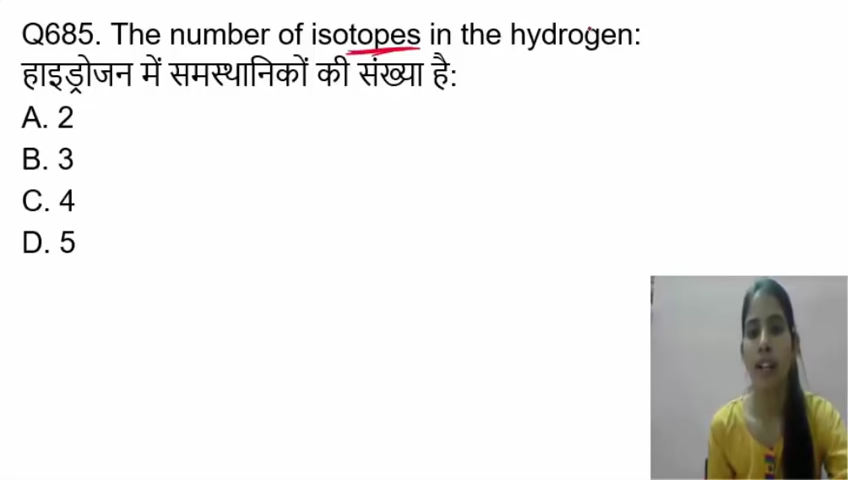 Q685. The number of isotopes in the hydrogen:
हाइड्रोजन में समस्थानिकों की संख्या है:
A. 2
B. 3
C. 4
D. 5